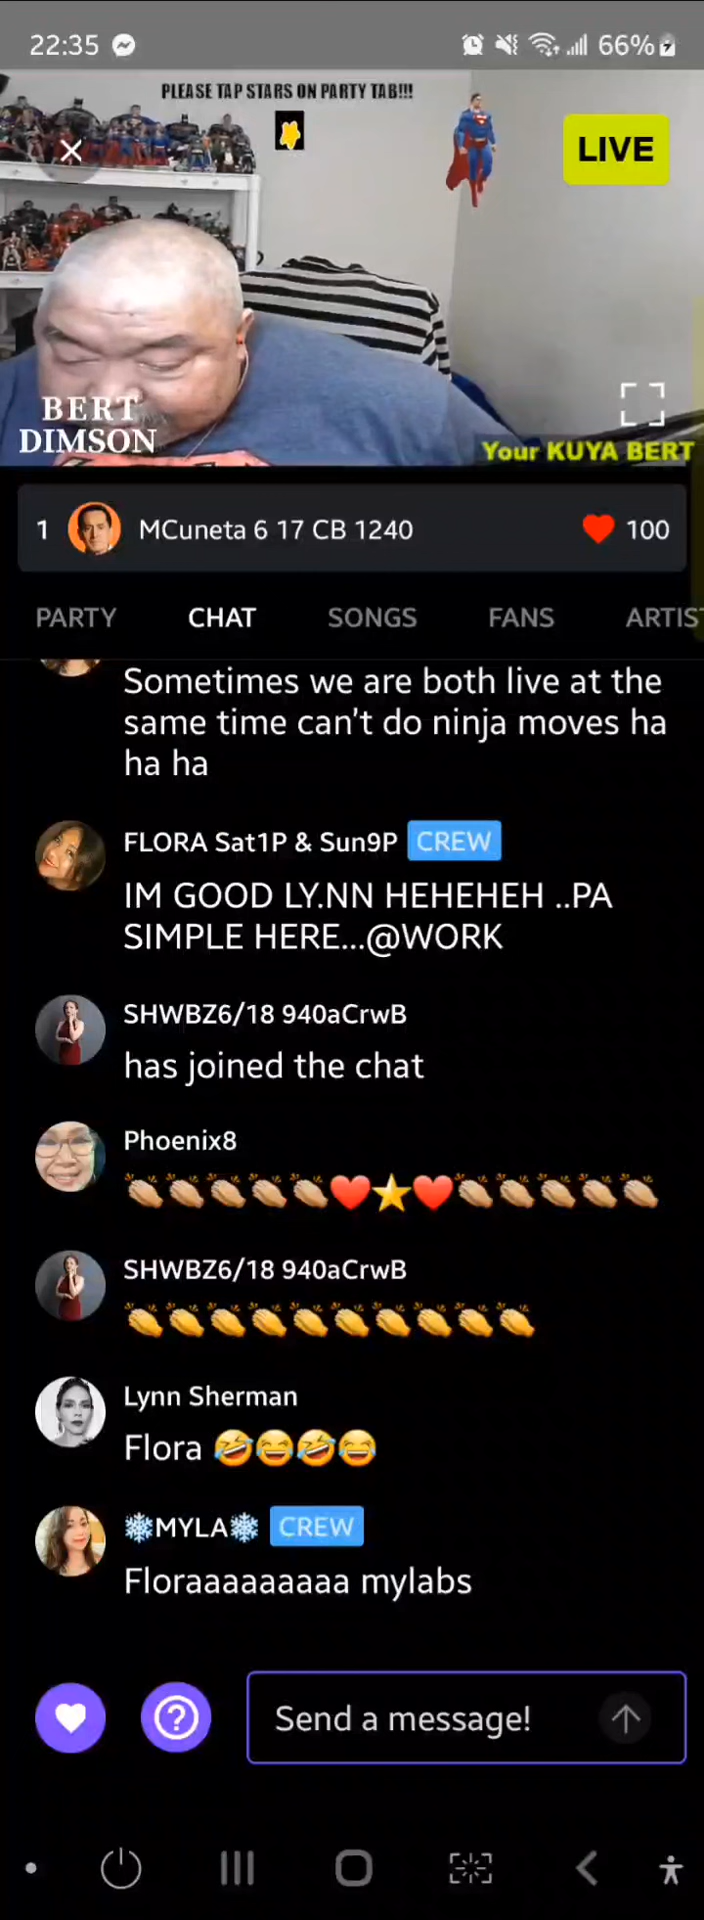 22:35 66%
PLEASE TAP STARS ON PARTY TAB!!!
LIVE
BERT
DIMSON
Your KUYA BERT
1 MCuneta 6 17 CB 1240 100
PARTY CHAT SONGS FANS ARTIS
Sometimes we are both live at the
same time can't do ninja moves ha
ha ha
FLORA Sat1P & Sun9P CREW
IM GOOD LY.NN HEHEHEH ..PA
SIMPLE HERE...@WORK
SHWBZ6/18 940aCrwB
has joined the chat
Phoenix8
👏🏼👏🏼👏🏼👏🏼👏🏼❤️⭐❤️👏🏼👏🏼👏🏼👏🏼👏🏼
SHWBZ6/18 940aCrwB
👏👏👏👏👏👏👏👏👏👏
Lynn Sherman
Flora 🤣😂🤣😂
❄️MYLA❄️ CREW
Floraaaaaaaaa mylabs
Send a message!